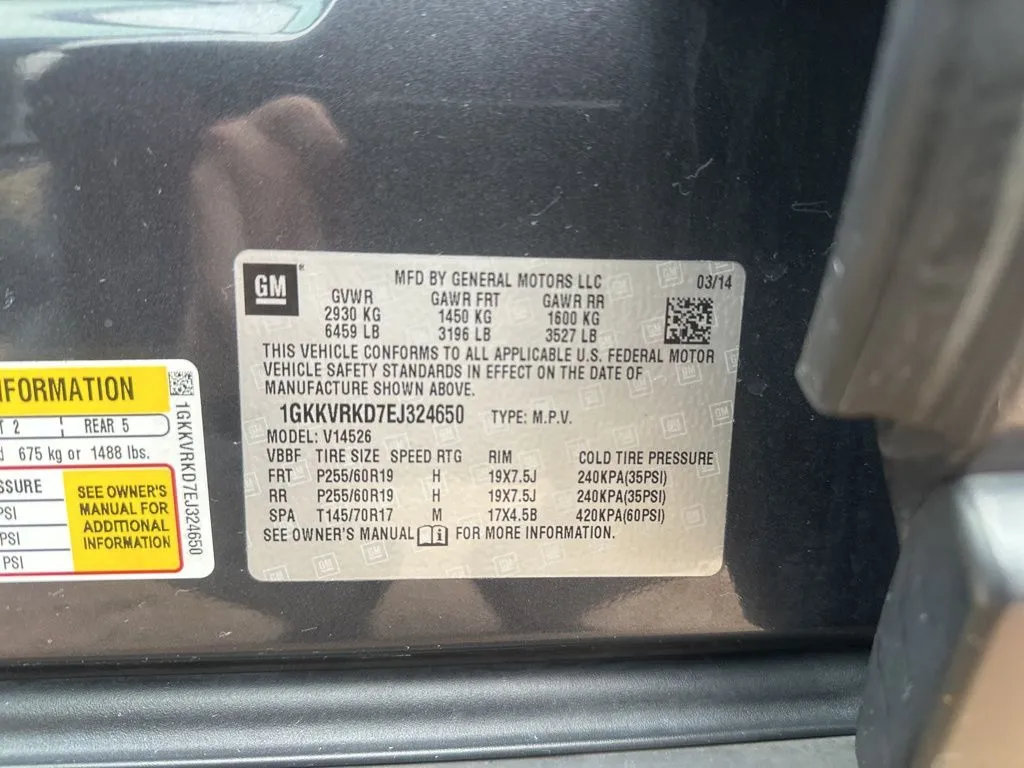 GM
MFD BY GENERAL MOTORS LLC 03/14
GVWR GAWR FRT GAWR RR
2930 KG 1450 KG 1600 KG
6459 LB 3196 LB 3527 LB
THIS VEHICLE CONFORMS TO ALL APPLICABLE U.S. FEDERAL MOTOR
VEHICLE SAFETY STANDARDS IN EFFECT ON THE DATE OF
MANUFACTURE SHOWN ABOVE.
1GKKVRKD7EJ324650 TYPE: M.P.V.
MODEL: V14526
VBBF TIRE SIZE SPEED RTG RIM COLD TIRE PRESSURE
FRT P255/60R19 H 19X7.5J 240KPA(35PSI)
RR P255/60R19 H 19X7.5J 240KPA(35PSI)
SPA T145/70R17 M 17X4.5B 420KPA(60PSI)
SEE OWNER'S MANUAL i FOR MORE INFORMATION.
NFORMATION
T 2 REAR 5
d 675 kg or 1488 lbs.
SSURE
PSI
PSI
PSI
SEE OWNER'S
MANUAL FOR
ADDITIONAL
INFORMATION
1GKKVRKD7EJ324650